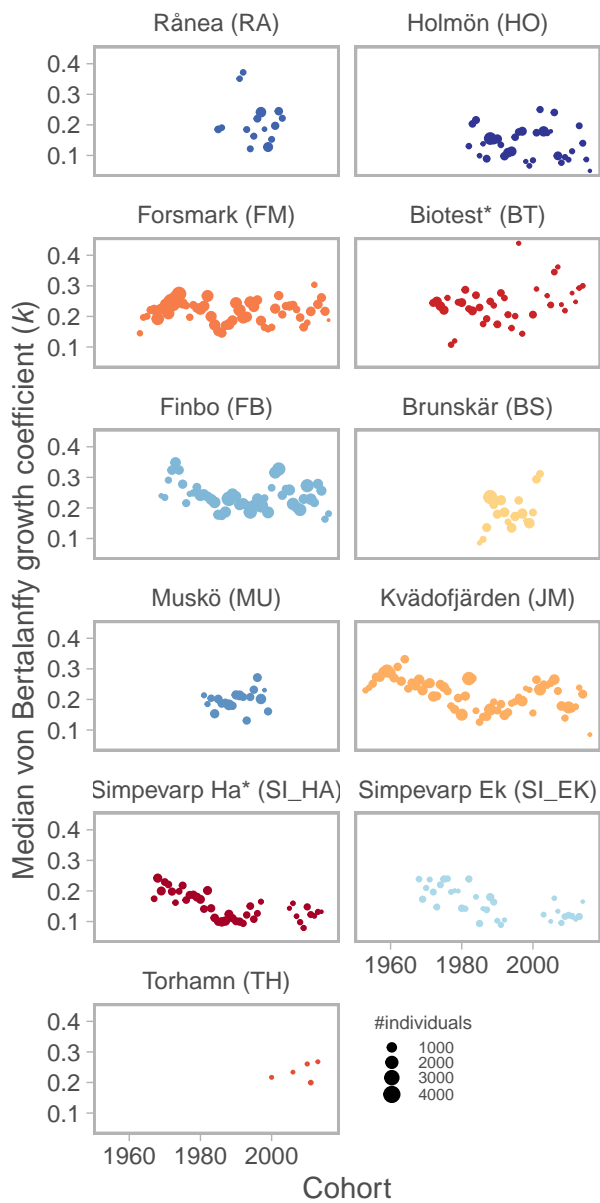 Rånea (RA)
Holmön (HO)
0.4
0.3
0.2
0.1
Forsmark (FM)
Biotest* (BT)
0.4
0.3
0.2
0.1
Finbo (FB)
Brunskär (BS)
0.4
0.3
0.2
0.1
Muskö (MU)
Kvädofjärden (JM)
0.4
0.3
0.2
0.1
Simpevarp Ha* (SI_HA)
Simpevarp Ek (SI_EK)
0.4
0.3
0.2
0.1
1960 1980 2000
Torhamn (TH)
0.4
0.3
0.2
0.1
1960 1980 2000
Cohort
Median von Bertalanffy growth coefficient (k)
#individuals
1000
2000
3000
4000